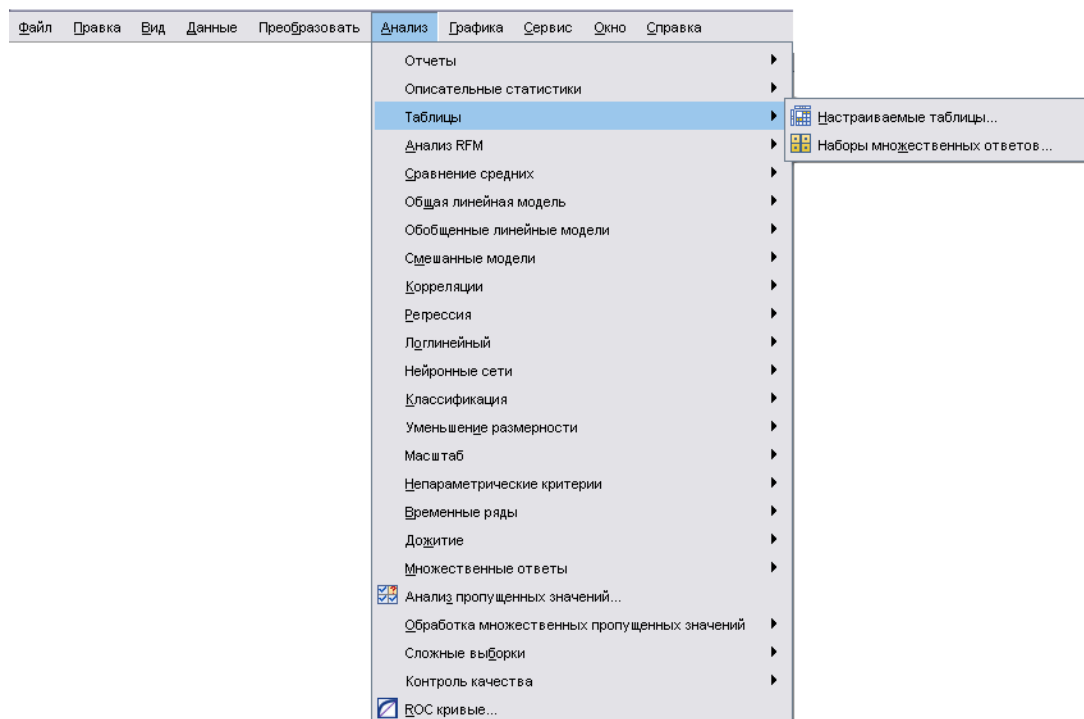 Файл Правка Вид Данные Преобразовать Анализ Графика Сервис Окно Справка
Отчеты
Описательные статистики
Таблицы
Настраиваемые таблицы...
Наборы множественных ответов...
Анализ RFM
Сравнение средних
Общая линейная модель
Обобщенные линейные модели
Смешанные модели
Корреляции
Регрессия
Логлинейный
Нейронные сети
Классификация
Уменьшение размерности
Масштаб
Непараметрические критерии
Временные ряды
Дожитие
Множественные ответы
Анализ пропущенных значений...
Обработка множественных пропущенных значений
Сложные выборки
Контроль качества
ROC кривые...